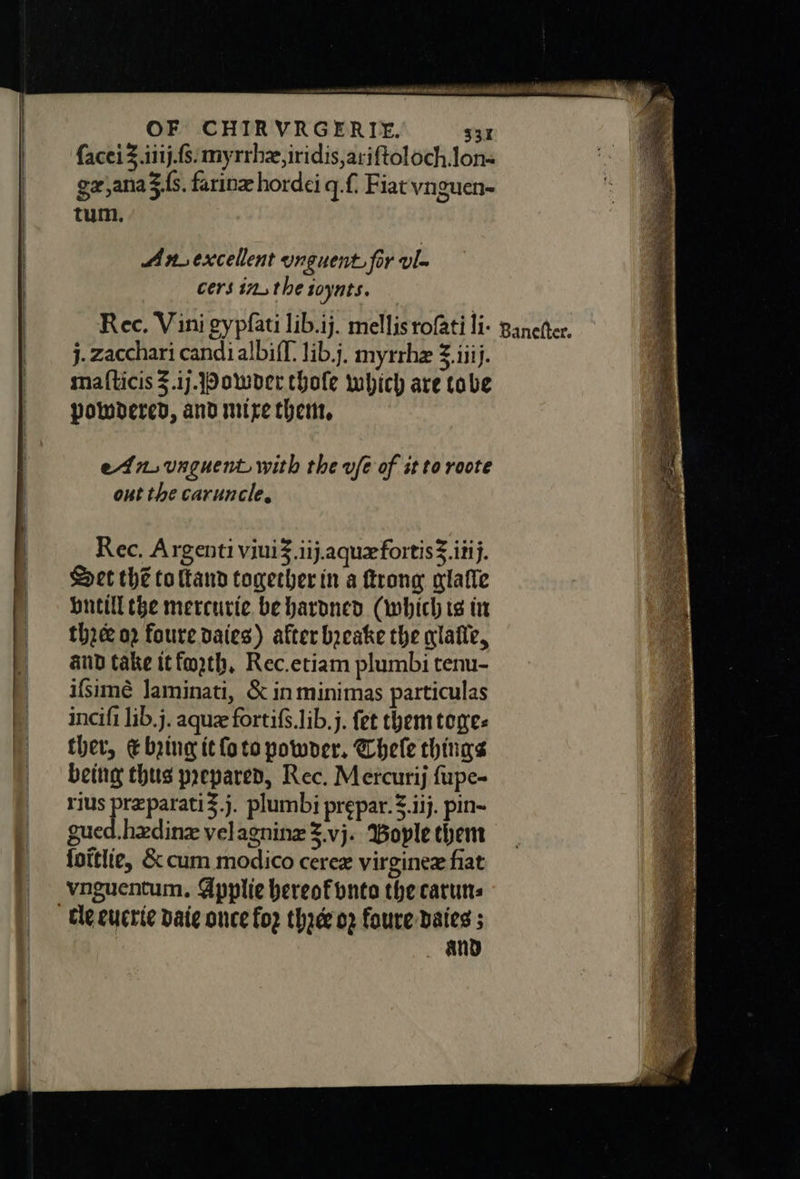 OF CHIRVRGERIE. 331
facci ℥.iiij.ſs. myrrhæ, iridis, ariſtoloch. lon-
gæ, ana ℥.ſs. farinæ hordei q.ſ. Fiat vnguen-
tum.
An excellent vnguent for vl-
cers in the ioynts.
Rec. Vini gypſati lib.ij. mellis roſati li- Bancſter.
j. zacchari candi albiſſ. lib.j. myrrhæ ℥.iiij.
maſticis ℥.ij. Powder thoſe which are to be
powdered, and mixe them.
An vnguent with the vſe of it to roote
out the caruncle.
Rec. Argenti viui ℥.iij. aquæ fortis ℥.iiij.
Set thē to ſtand together in a ſtrong glaſſe
vntill the mercurie be hardned (which is in
thrée or foure daies) after breake the glaſſe,
and take it forth. Rec. etiam plumbi tenu-
iſsimè laminati, & in minimas particulas
inciſi lib.j. aquæ fortiſs. lib.j. ſet them toge-
ther, & bring it ſo to powder. Theſe things
being thus prepared, Rec. Mercurij ſupe-
rius præparati ℥.j. plumbi prępar. ℥.iij. pin-
gued. hædinæ vel agninæ ℥.vj. Boyle them
ſoftlie, & cum modico ceræ virgineæ fiat
vnguentum. Applie hereof vnto the carun-
cle euerie daie once for thrée or foure daies;
and